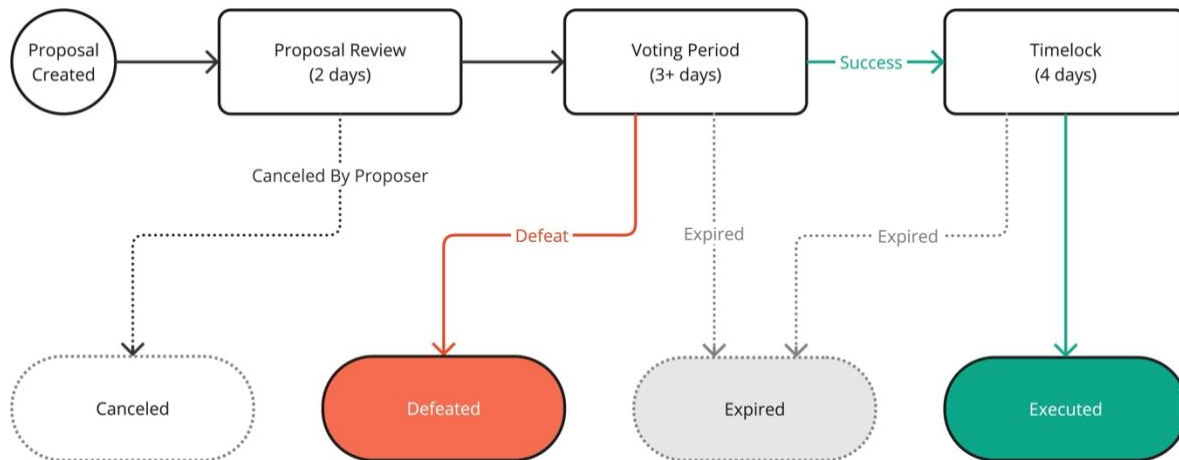 Proposal
Created
Proposal Review
(2 days)
Voting Period
(3+ days)
Success
Timelock
(4 days)
Canceled By Proposer
Defeat
Expired
Expired
Canceled
Defeated
Expired
Executed